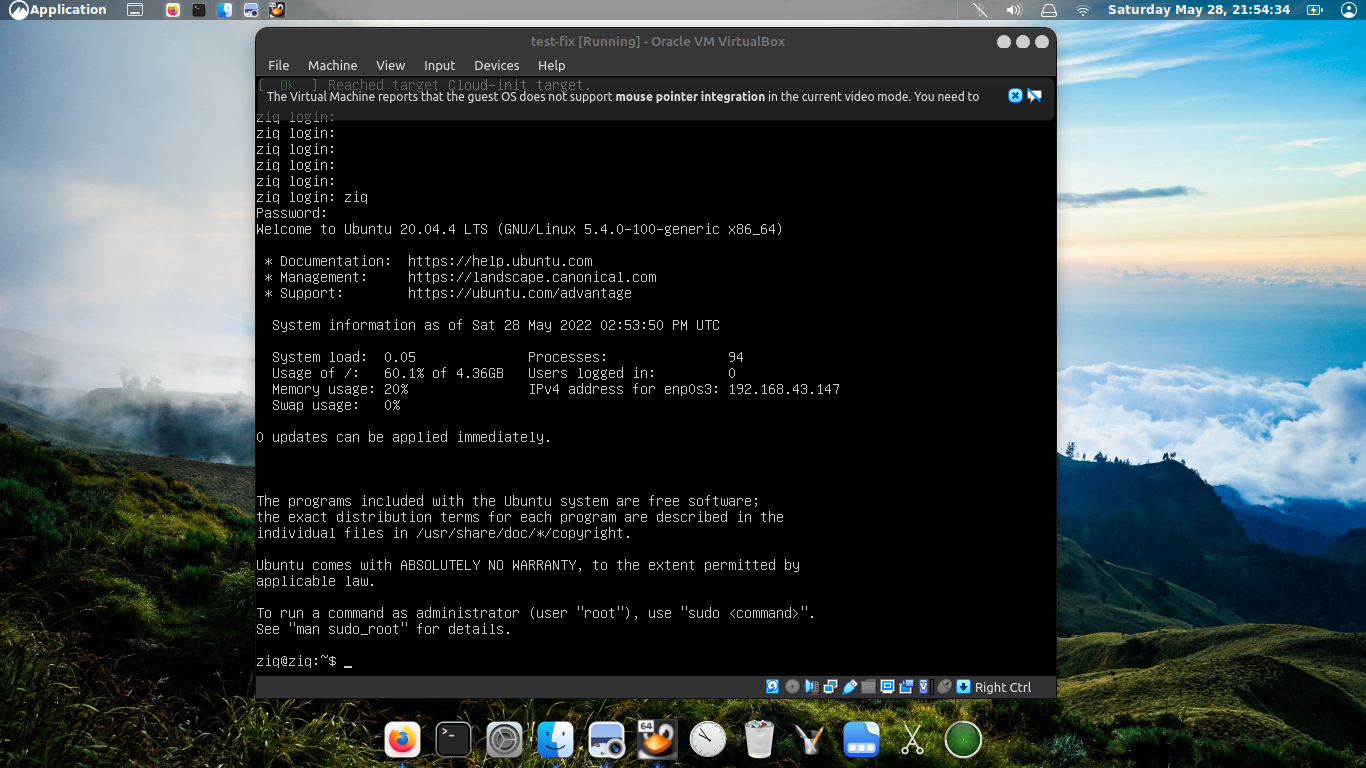 Application
Saturday May 28, 21:54:34
test-fix [Running] - Oracle VM VirtualBox
File Machine View Input Devices Help
[ OK ] Reached target Cloud-init target.
The Virtual Machine reports that the guest OS does not support mouse pointer integration in the current video mode. You need to
ziq login:
ziq login:
ziq login:
ziq login:
ziq login:
ziq login: ziq
Password:
Welcome to Ubuntu 20.04.4 LTS (GNU/Linux 5.4.0-100-generic x86_64)
* Documentation: https://help.ubuntu.com
* Management: https://landscape.canonical.com
* Support: https://ubuntu.com/advantage
System information as of Sat 28 May 2022 02:53:50 PM UTC
System load: 0.05 Processes: 94
Usage of /: 60.1% of 4.36GB Users logged in: 0
Memory usage: 20% IPv4 address for enp0s3: 192.168.43.147
Swap usage: 0%
0 updates can be applied immediately.
The programs included with the Ubuntu system are free software;
the exact distribution terms for each program are described in the
individual files in /usr/share/doc/*/copyright.
Ubuntu comes with ABSOLUTELY NO WARRANTY, to the extent permitted by
applicable law.
To run a command as administrator (user "root"), use "sudo <command>".
See "man sudo_root" for details.
ziq@ziq:~$ _
Right Ctrl
64